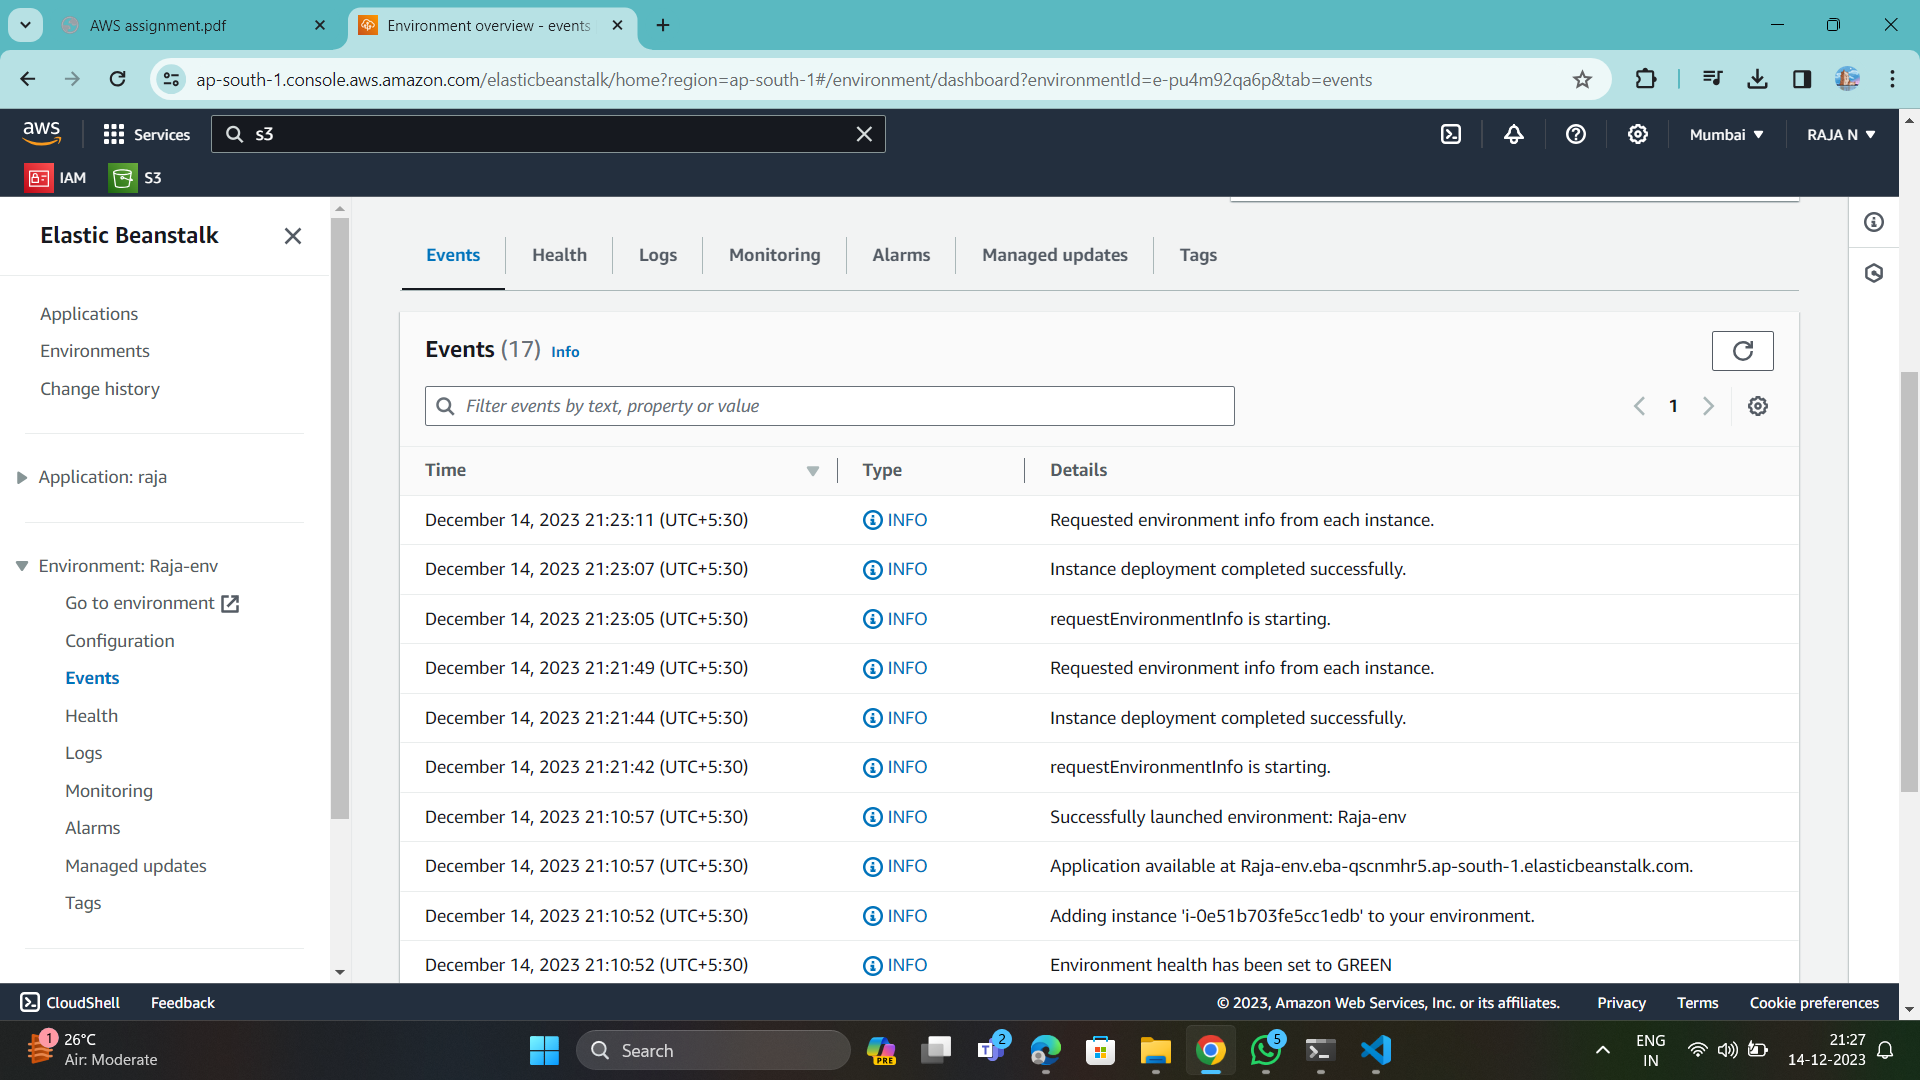 AWS assignment.pdf
Environment overview - events
ap-south-1.console.aws.amazon.com/elasticbeanstalk/home?region=ap-south-1#/environment/dashboard?environmentId=e-pu4m92qa6p&tab=events
aws
Services
s3
Mumbai
RAJA N
IAM
S3
Elastic Beanstalk
Applications
Environments
Change history
Application: raja
Environment: Raja-env
Go to environment
Configuration
Events
Health
Logs
Monitoring
Alarms
Managed updates
Tags
Events Health Logs Monitoring Alarms Managed updates Tags
Events (17) Info
Filter events by text, property or value
1
Time Type Details
December 14, 2023 21:23:11 (UTC+5:30) INFO Requested environment info from each instance.
December 14, 2023 21:23:07 (UTC+5:30) INFO Instance deployment completed successfully.
December 14, 2023 21:23:05 (UTC+5:30) INFO requestEnvironmentInfo is starting.
December 14, 2023 21:21:49 (UTC+5:30) INFO Requested environment info from each instance.
December 14, 2023 21:21:44 (UTC+5:30) INFO Instance deployment completed successfully.
December 14, 2023 21:21:42 (UTC+5:30) INFO requestEnvironmentInfo is starting.
December 14, 2023 21:10:57 (UTC+5:30) INFO Successfully launched environment: Raja-env
December 14, 2023 21:10:57 (UTC+5:30) INFO Application available at Raja-env.eba-qscnmhr5.ap-south-1.elasticbeanstalk.com.
December 14, 2023 21:10:52 (UTC+5:30) INFO Adding instance 'i-0e51b703fe5cc1edb' to your environment.
December 14, 2023 21:10:52 (UTC+5:30) INFO Environment health has been set to GREEN
CloudShell Feedback © 2023, Amazon Web Services, Inc. or its affiliates. Privacy Terms Cookie preferences
1
26°C
Air: Moderate
Search
PRE
2
5
ENG
IN
21:27
14-12-2023